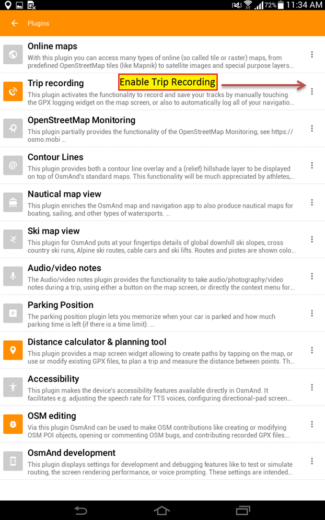 72% 11:34 AM
Plugins
Online maps
With this plugin you can access many types of online (so called tile or raster) maps, from
predefined OpenStreetMap tiles (like Mapnik) to satellite images and special purpose layers...
Trip recording
Enable Trip Recording
This plugin activates the functionality to record and save your tracks by manually touching
the GPX logging widget on the map screen, or also to automatically log all of your navigatio...
OpenStreetMap Monitoring
This plugin partially provides the functionality of the OpenStreetMap Monitoring, see https://
osmo.mobi ...
Contour Lines
This plugin provides both a contour line overlay and a (relief) hillshade layer to be displayed
on top of OsmAnd's standard maps. This functionality will be much appreciated by athletes,...
Nautical map view
This plugin enriches the OsmAnd map and navigation app to also produce nautical maps for
boating, sailing, and other types of watersports. ...
Ski map view
This plugin for OsmAnd puts at your fingertips details of global downhill ski slopes, cross
country ski runs, Alpine ski routes, cable cars and ski lifts. Routes and pistes are shown colo...
Audio/video notes
The Audio/video notes plugin provides the functionality to take audio/photography/video
notes during a trip, using either a button on the map screen, or directly the context menu for...
Parking Position
The parking position plugin lets you memorize when your car is parked and how much
parking time is left (if there is a time limit). ...
Distance calculator & planning tool
This plugin provides a map screen widget allowing to create paths by tapping on the map, or
use or modify existing GPX files, to plan a trip and measure the distance between points. Th...
Accessibility
This plugin makes the device's accessibility features available directly in OsmAnd. It
facilitates e.g. adjusting the speech rate for TTS voices, configuring directional-pad screen...
OSM editing
Via this plugin OsmAnd can be used to make OSM contributions like creating or modifying
OSM POI objects, opening or commenting OSM bugs, and contributing recorded GPX files...
OsmAnd development
This plugin displays settings for development and debugging features like to test or simulate
routing, the screen rendering performance, or voice prompting. These settings are intended...